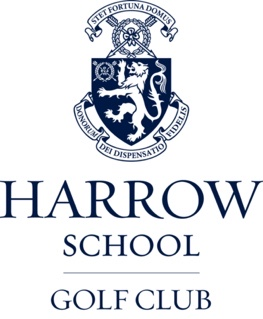 STET FORTUNA DOMUS
DONORUM DEI DISPENSATIO FIDELIS
HARROW
SCHOOL
GOLF CLUB